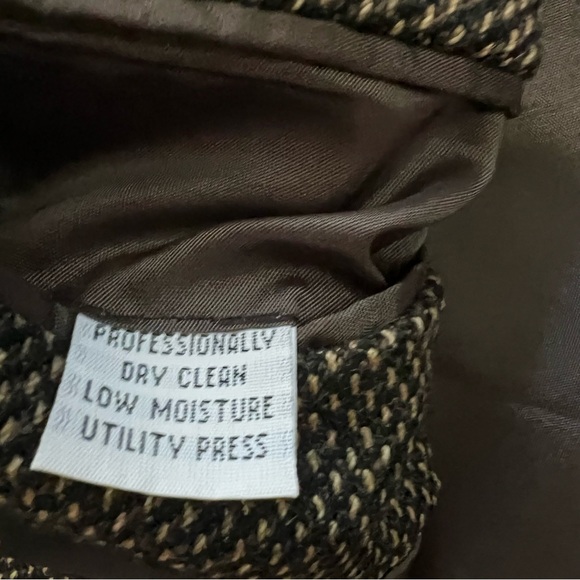 PROFESSIONALLY
DRY CLEAN
LOW MOISTURE
UTILITY PRESS